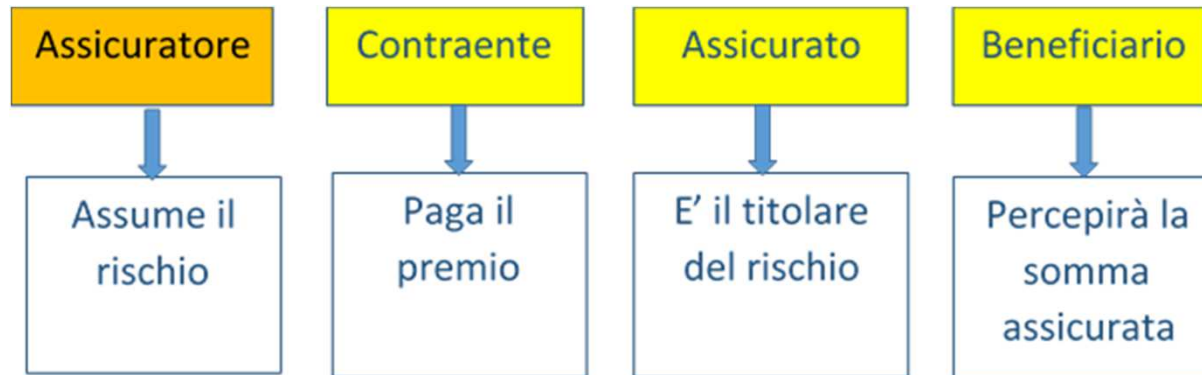 Assicuratore
Assume il
rischio
Contraente
Paga il
premio
Assicurato
E’ il titolare
del rischio
Beneficiario
Percepirà la
somma
assicurata